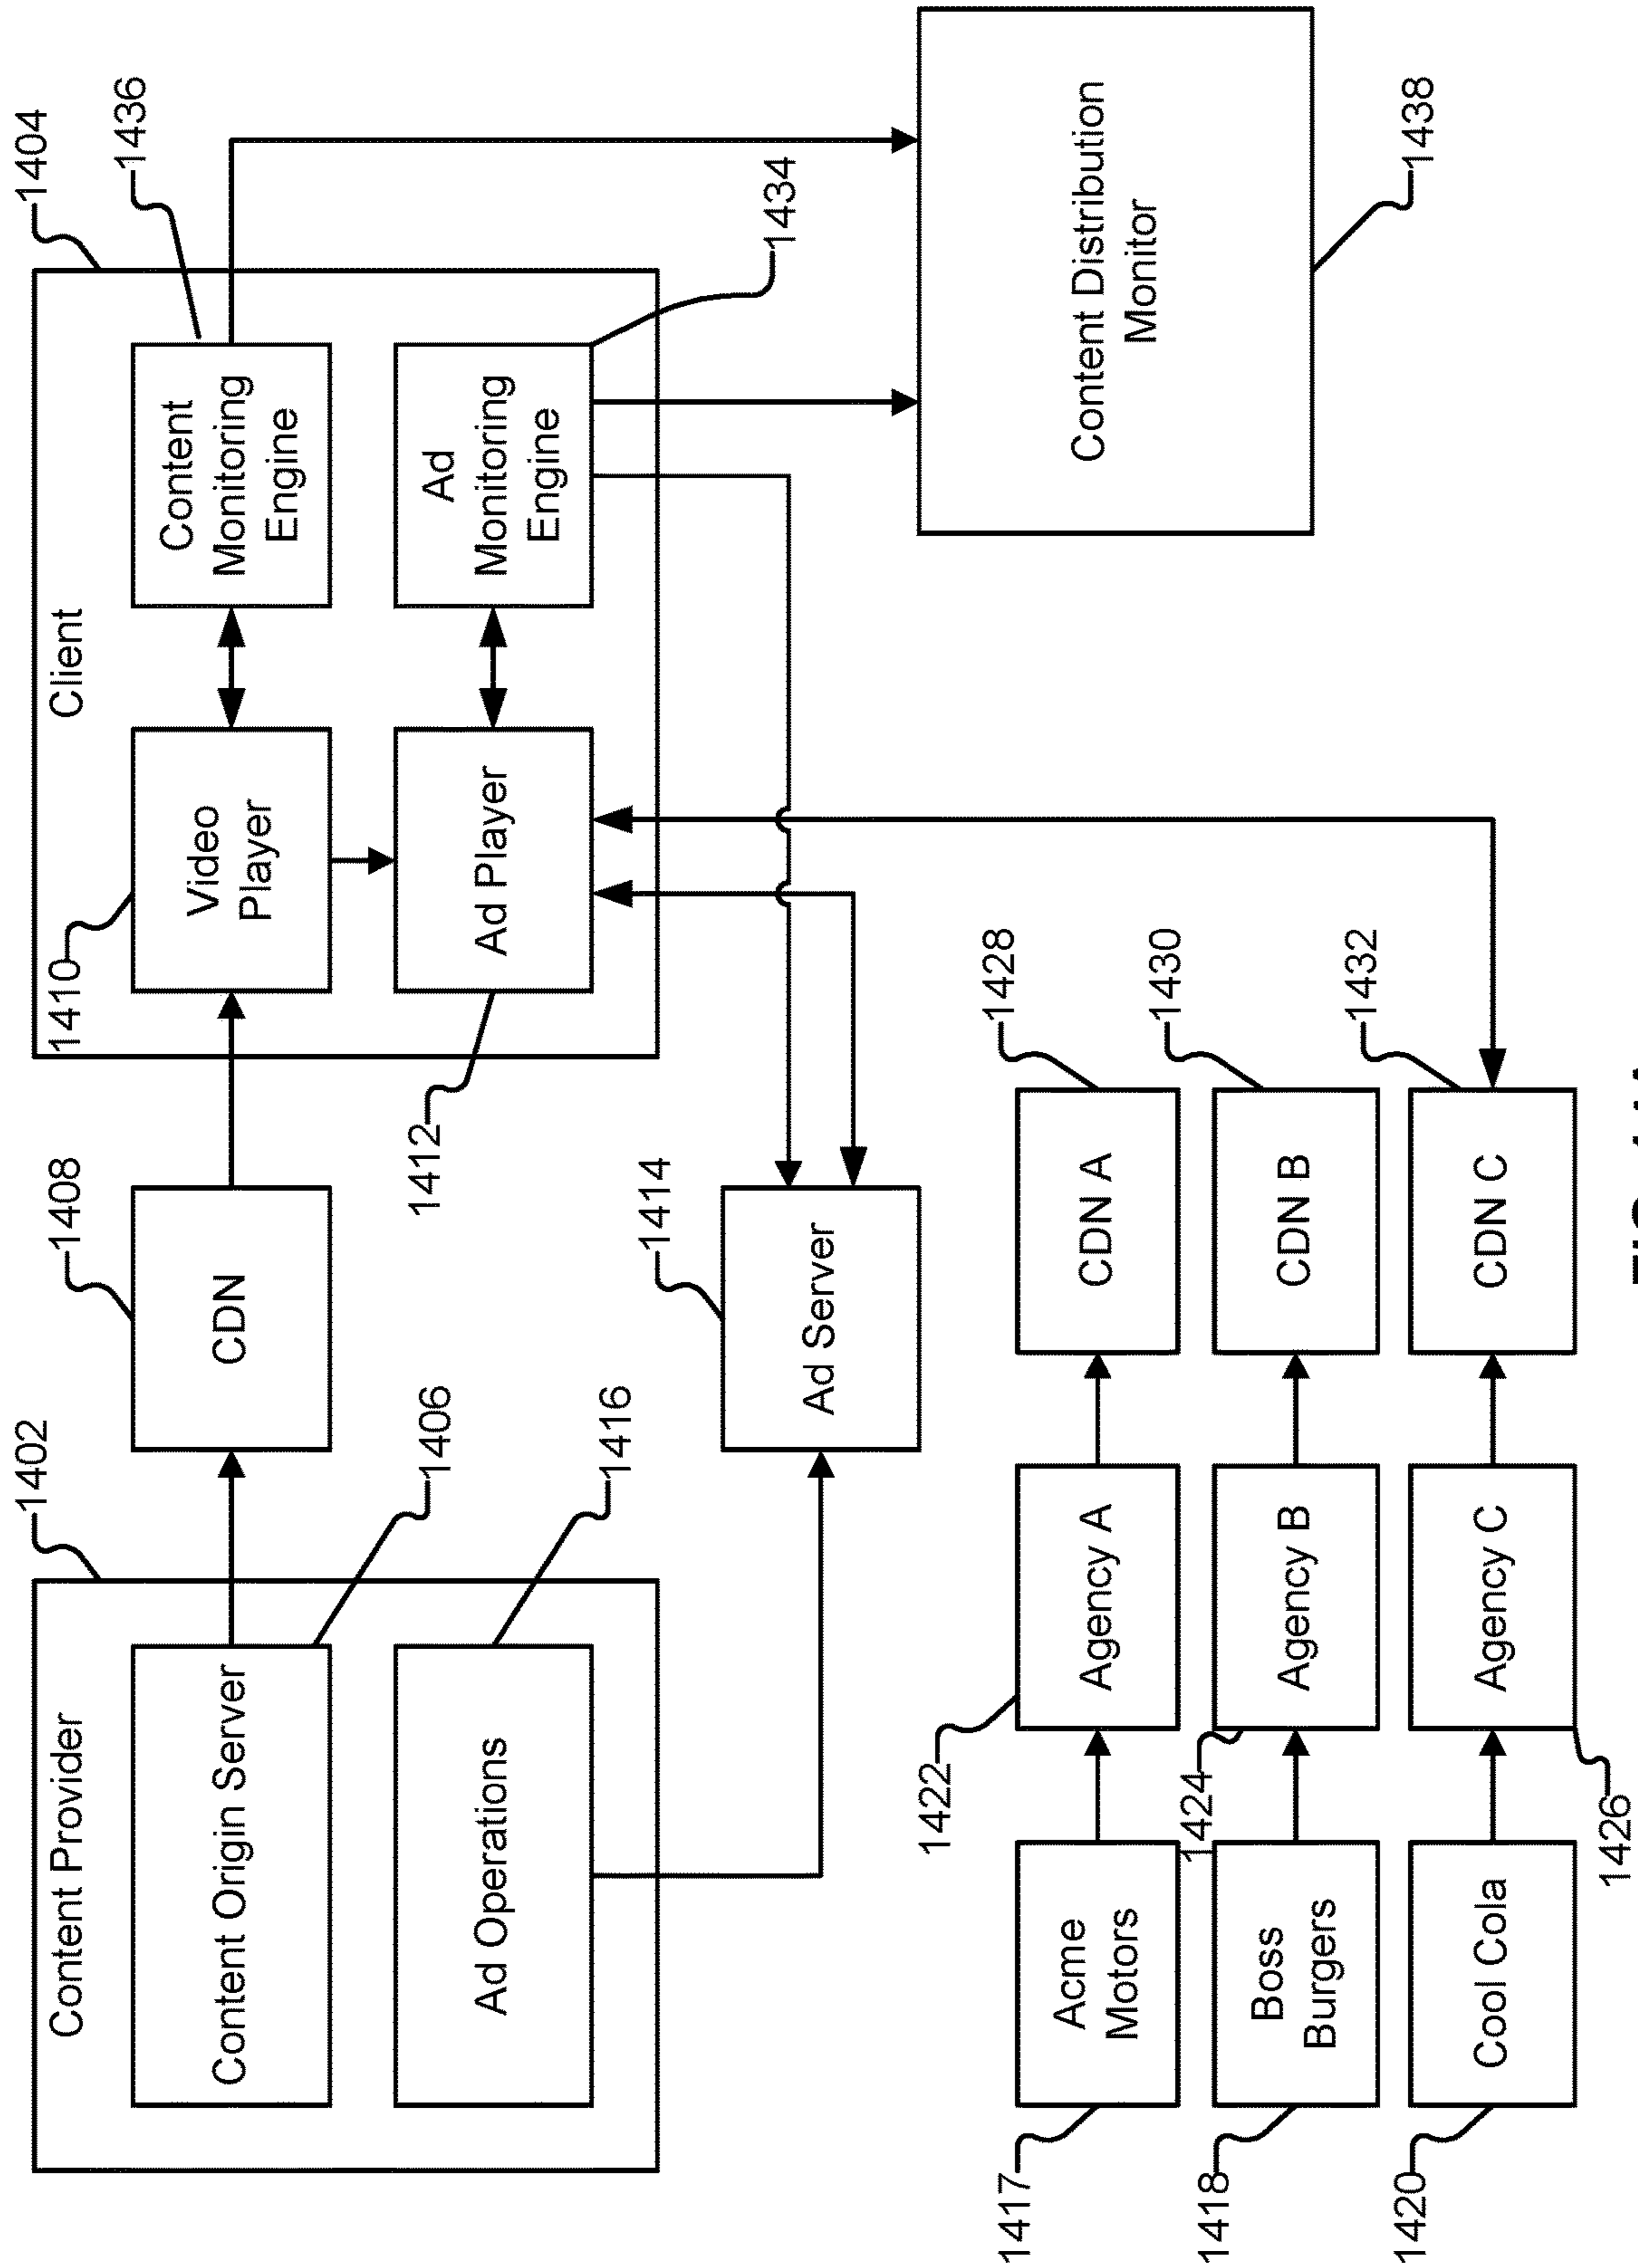 1402
Content Provider
Content Origin Server
1406
Ad Operations
1416
1408
CDN
1404
Client
1410
Video
Player
1436
Content
Monitoring
Engine
1412
Ad Player
Ad
Monitoring
Engine
1434
1414
Ad Server
Content Distribution
Monitor
1438
1417
Acme
Motors
1422
Agency A
CDN A
1428
1418
Boss
Burgers
1424
Agency B
CDN B
1430
1420
Cool Cola
1426
Agency C
CDN C
1432